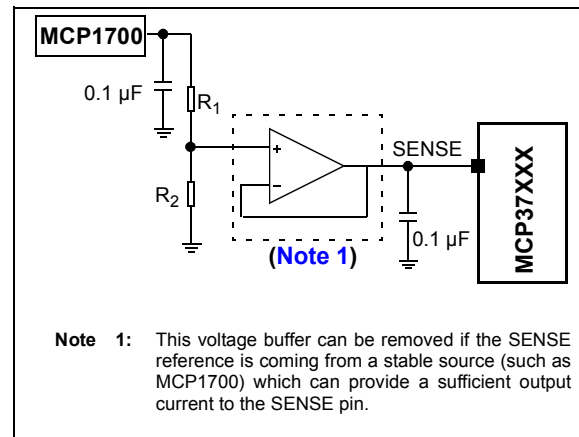 MCP1700
0.1 µF
R1
R2
+
–
SENSE
0.1 µF
MCP37XXX
(Note 1)
Note 1: This voltage buffer can be removed if the SENSE
reference is coming from a stable source (such as
MCP1700) which can provide a sufficient output
current to the SENSE pin.